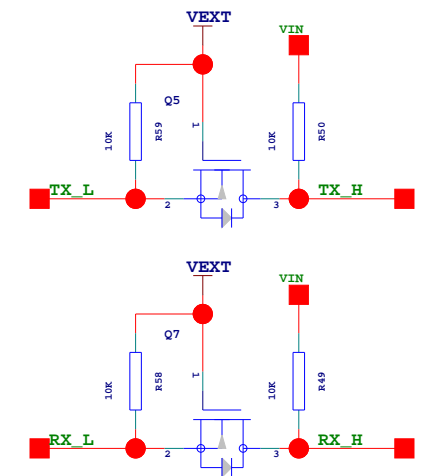 VEXT
VIN
Q5
10K
R59
1
10K
R50
TX_L
2
3
TX_H
VEXT
VIN
Q7
10K
R58
1
10K
R49
RX_L
2
3
RX_H